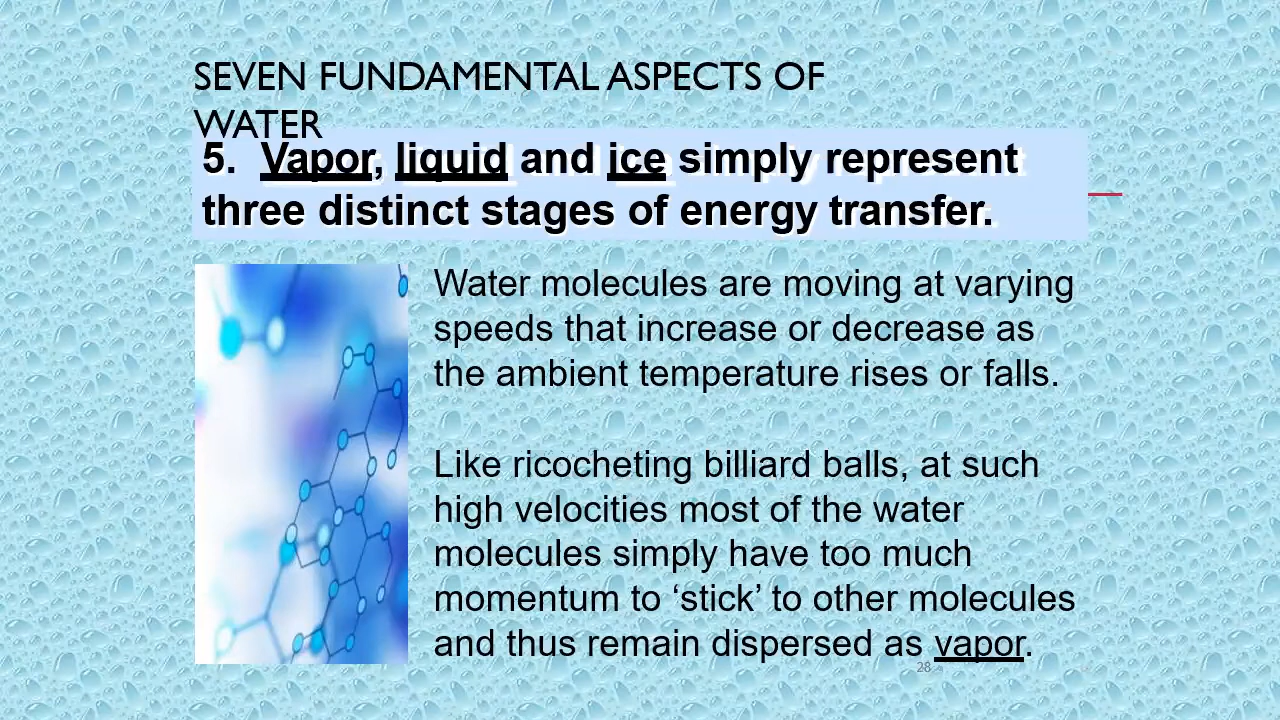 SEVEN FUNDAMENTAL ASPECTS OF
WATER
5. Vapor, liquid and ice simply represent
three distinct stages of energy transfer.
Water molecules are moving at varying
speeds that increase or decrease as
the ambient temperature rises or falls.
Like ricocheting billiard balls, at such
high velocities most of the water
molecules simply have too much
momentum to ‘stick’ to other molecules
and thus remain dispersed as vapor.
28